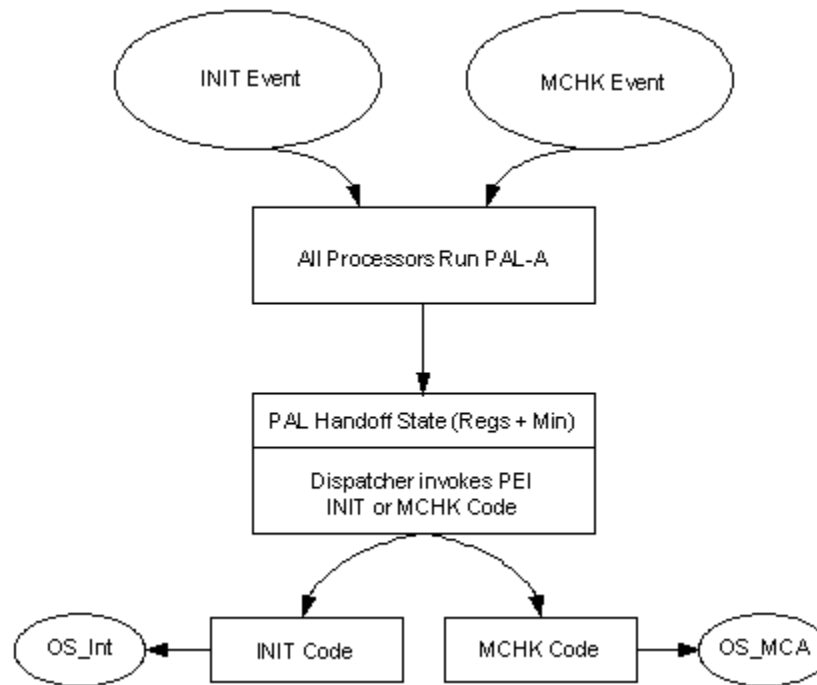 INIT Event
MCHK Event
All Processors Run PAL-A
PAL Handoff State (Regs + Min)
Dispatcher invokes PEI
INIT or MCHK Code
OS_Int
INIT Code
MCHK Code
OS_MCA